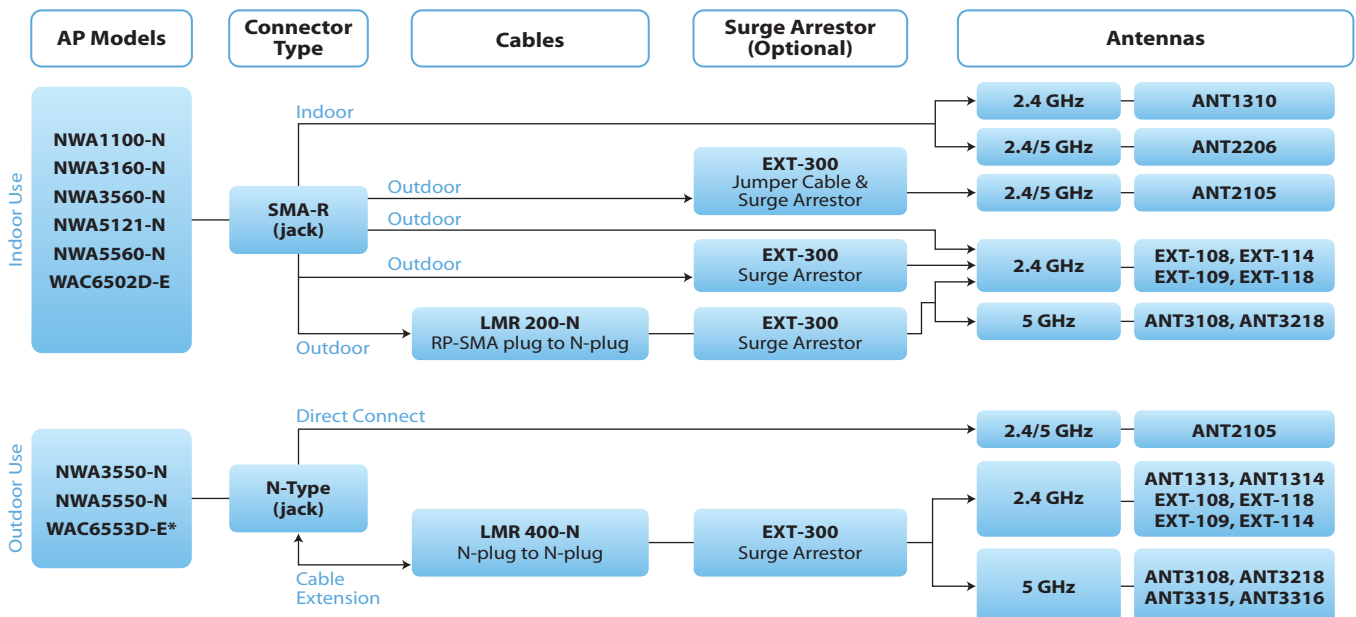 AP Models
Connector
Type
Cables
Surge Arrestor
(Optional)
Antennas
Indoor Use
NWA1100-N
NWA3160-N
NWA3560-N
NWA5121-N
NWA5560-N
WAC6502D-E
SMA-R
(jack)
Indoor
2.4 GHz
ANT1310
2.4/5 GHz
ANT2206
Outdoor
EXT-300
Jumper Cable &
Surge Arrestor
2.4/5 GHz
ANT2105
Outdoor
Outdoor
EXT-300
Surge Arrestor
2.4 GHz
EXT-108, EXT-114
EXT-109, EXT-118
Outdoor
LMR 200-N
RP-SMA plug to N-plug
EXT-300
Surge Arrestor
5 GHz
ANT3108, ANT3218
Outdoor Use
NWA3550-N
NWA5550-N
WAC6553D-E*
N-Type
(jack)
Direct Connect
2.4/5 GHz
ANT2105
Cable
Extension
LMR 400-N
N-plug to N-plug
EXT-300
Surge Arrestor
2.4 GHz
ANT1313, ANT1314
EXT-108, EXT-118
EXT-109, EXT-114
5 GHz
ANT3108, ANT3218
ANT3315, ANT3316